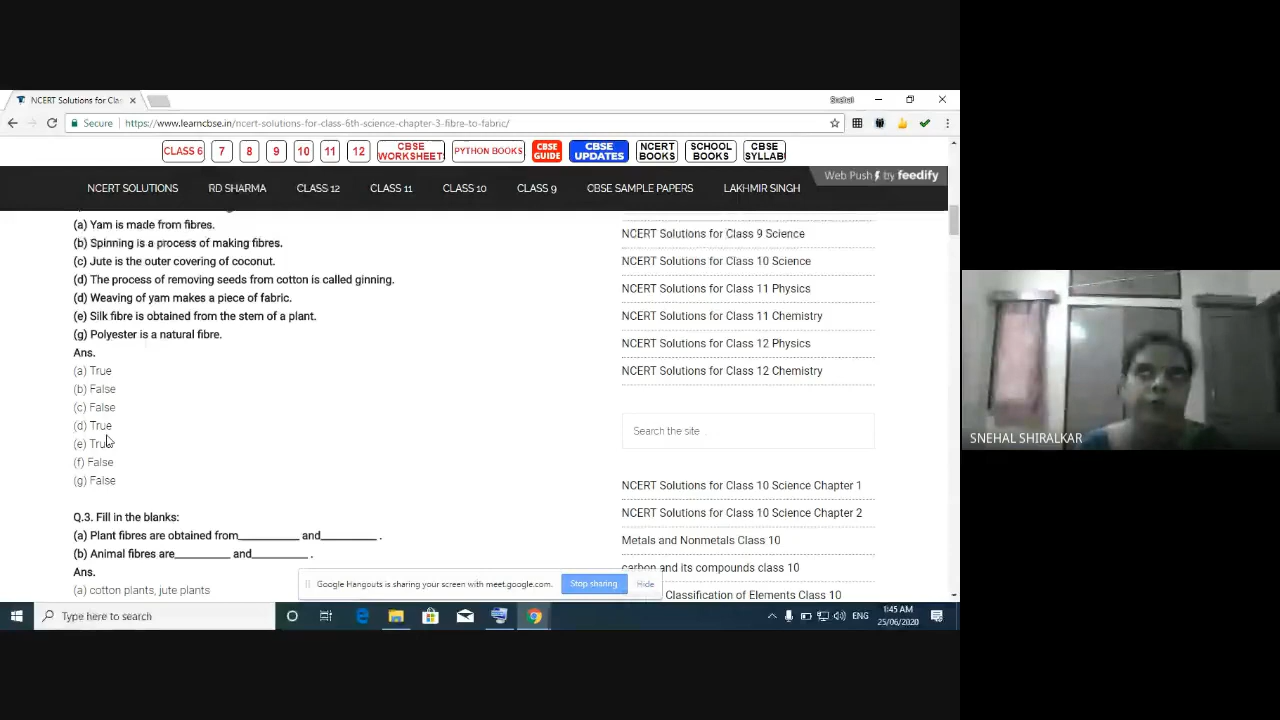 NCERT Solutions for Cla
Snehal
Secure https://www.learncbse.in/ncert-solutions-for-class-6th-science-chapter-3-fibre-to-fabric/
CLASS 6 7 8 9 10 11 12 CBSE WORKSHEET PYTHON BOOKS CBSE GUIDE CBSE UPDATES NCERT BOOKS SCHOOL BOOKS CBSE SYLLAB
NCERT SOLUTIONS RD SHARMA CLASS 12 CLASS 11 CLASS 10 CLASS 9 CBSE SAMPLE PAPERS LAKHMIR SINGH
Web Push by feedify
(a) Yam is made from fibres.
(b) Spinning is a process of making fibres.
(c) Jute is the outer covering of coconut.
(d) The process of removing seeds from cotton is called ginning.
(d) Weaving of yam makes a piece of fabric.
(e) Silk fibre is obtained from the stem of a plant.
(g) Polyester is a natural fibre.
Ans.
(a) True
(b) False
(c) False
(d) True
(e) True
(f) False
(g) False
Q.3. Fill in the blanks:
(a) Plant fibres are obtained from__________ and_________ .
(b) Animal fibres are_________ and_________ .
Ans.
(a) cotton plants, jute plants
NCERT Solutions for Class 9 Science
NCERT Solutions for Class 10 Science
NCERT Solutions for Class 11 Physics
NCERT Solutions for Class 11 Chemistry
NCERT Solutions for Class 12 Physics
NCERT Solutions for Class 12 Chemistry
Search the site ...
NCERT Solutions for Class 10 Science Chapter 1
NCERT Solutions for Class 10 Science Chapter 2
Metals and Nonmetals Class 10
carbon and its compounds class 10
Classification of Elements Class 10
Google Hangouts is sharing your screen with meet.google.com.
Stop sharing
Hide
Type here to search
ENG
1:45 AM
25/06/2020
SNEHAL SHIRALKAR